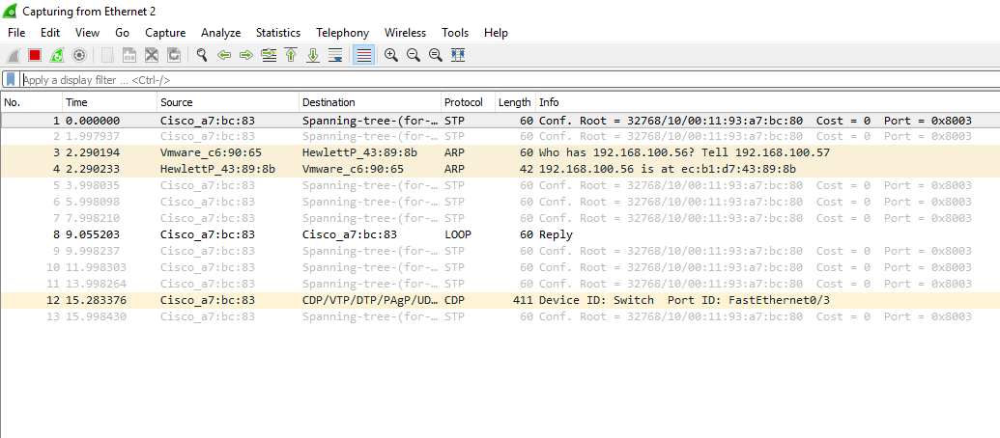 Capturing from Ethernet 2
File Edit View Go Capture Analyze Statistics Telephony Wireless Tools Help
Apply a display filter ... <Ctrl-/>
No. Time Source Destination Protocol Length Info
1 0.000000 Cisco_a7:bc:83 Spanning-tree-(for-… STP 60 Conf. Root = 32768/10/00:11:93:a7:bc:80 Cost = 0 Port = 0x8003
2 1.997937 Cisco_a7:bc:83 Spanning-tree-(for-… STP 60 Conf. Root = 32768/10/00:11:93:a7:bc:80 Cost = 0 Port = 0x8003
3 2.290194 Vmware_c6:90:65 HewlettP_43:89:8b ARP 60 Who has 192.168.100.56? Tell 192.168.100.57
4 2.290233 HewlettP_43:89:8b Vmware_c6:90:65 ARP 42 192.168.100.56 is at ec:b1:d7:43:89:8b
5 3.998035 Cisco_a7:bc:83 Spanning-tree-(for-… STP 60 Conf. Root = 32768/10/00:11:93:a7:bc:80 Cost = 0 Port = 0x8003
6 5.998098 Cisco_a7:bc:83 Spanning-tree-(for-… STP 60 Conf. Root = 32768/10/00:11:93:a7:bc:80 Cost = 0 Port = 0x8003
7 7.998210 Cisco_a7:bc:83 Spanning-tree-(for-… STP 60 Conf. Root = 32768/10/00:11:93:a7:bc:80 Cost = 0 Port = 0x8003
8 9.055203 Cisco_a7:bc:83 Cisco_a7:bc:83 LOOP 60 Reply
9 9.998237 Cisco_a7:bc:83 Spanning-tree-(for-… STP 60 Conf. Root = 32768/10/00:11:93:a7:bc:80 Cost = 0 Port = 0x8003
10 11.998303 Cisco_a7:bc:83 Spanning-tree-(for-… STP 60 Conf. Root = 32768/10/00:11:93:a7:bc:80 Cost = 0 Port = 0x8003
11 13.998264 Cisco_a7:bc:83 Spanning-tree-(for-… STP 60 Conf. Root = 32768/10/00:11:93:a7:bc:80 Cost = 0 Port = 0x8003
12 15.283376 Cisco_a7:bc:83 CDP/VTP/DTP/PAgP/UD… CDP 411 Device ID: Switch Port ID: FastEthernet0/3
13 15.998430 Cisco_a7:bc:83 Spanning-tree-(for-… STP 60 Conf. Root = 32768/10/00:11:93:a7:bc:80 Cost = 0 Port = 0x8003